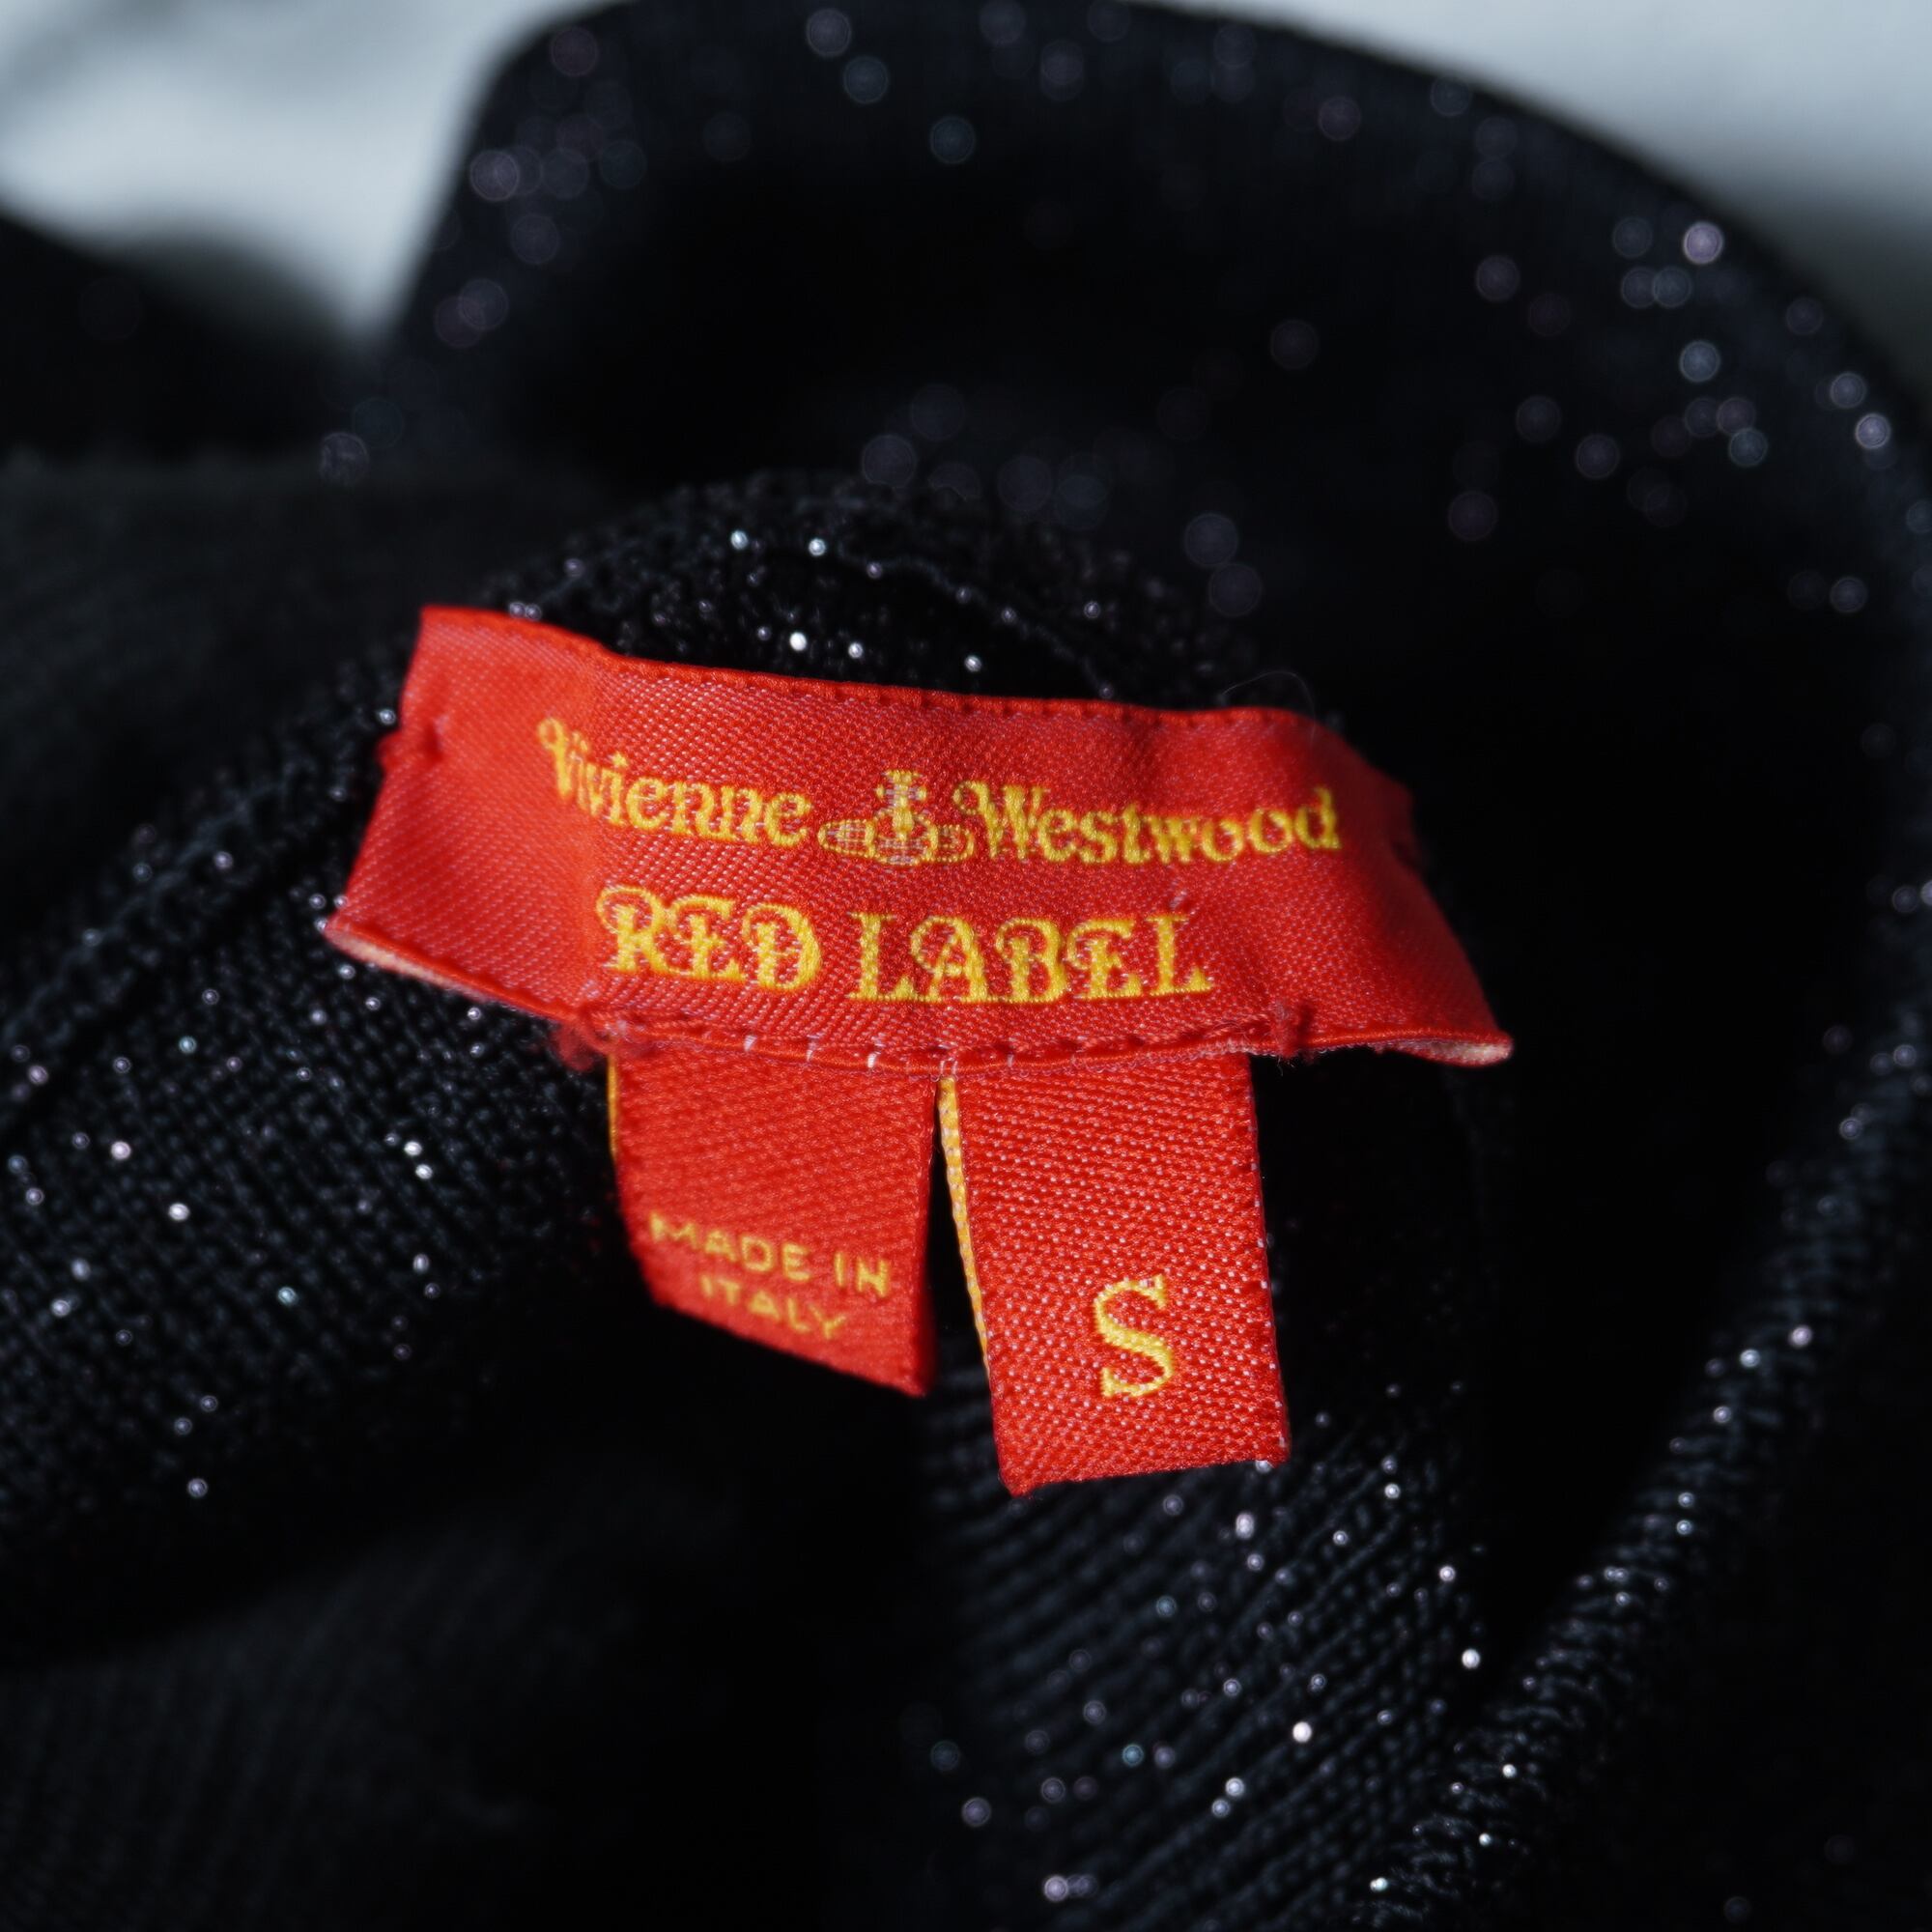 Vivienne Westwood
RED LABEL
MADE IN
ITALY
S